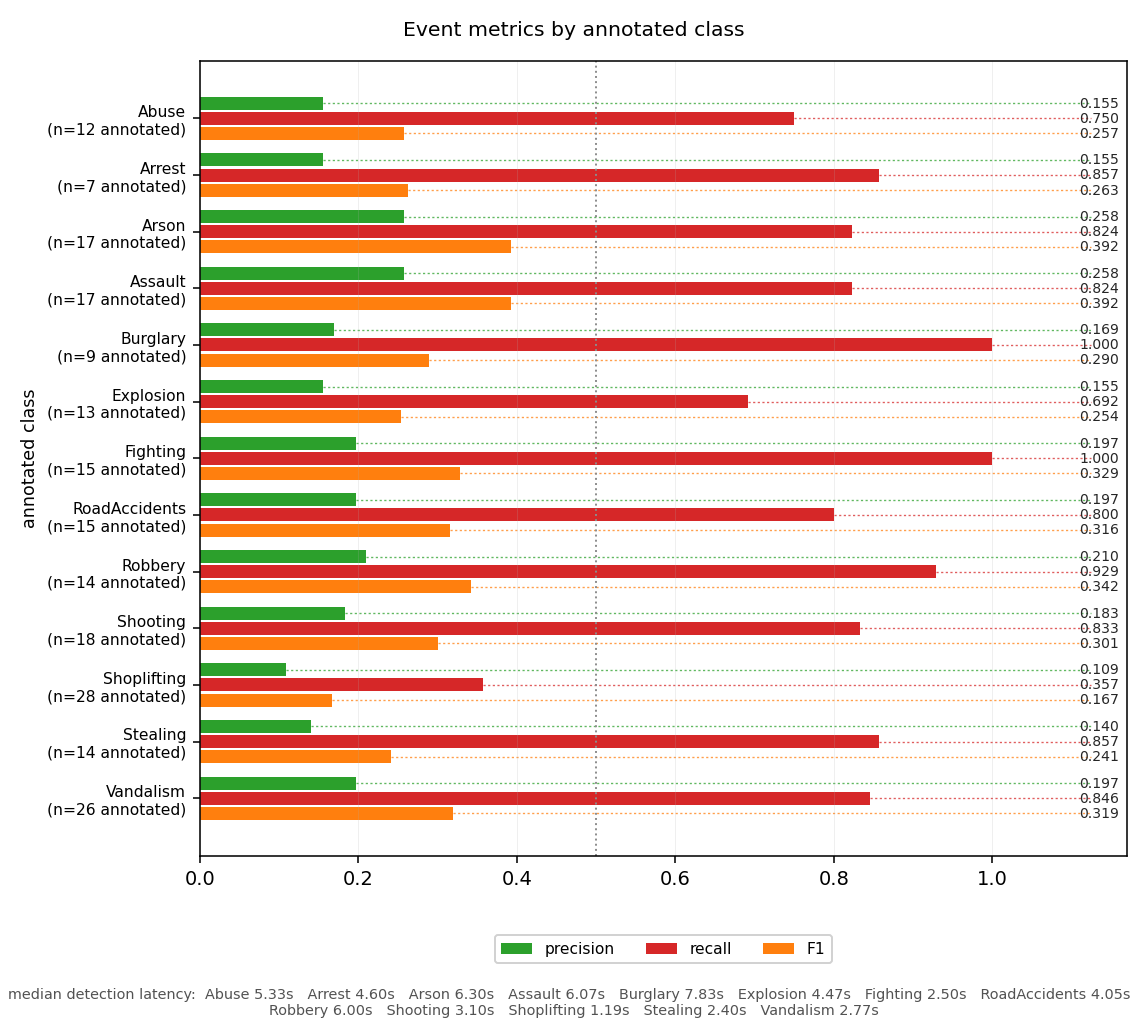 Event metrics by annotated class
annotated class
Abuse
(n=12 annotated)
0.155
0.750
0.257
Arrest
(n=7 annotated)
0.155
0.857
0.263
Arson
(n=17 annotated)
0.258
0.824
0.392
Assault
(n=17 annotated)
0.258
0.824
0.392
Burglary
(n=9 annotated)
0.169
1.000
0.290
Explosion
(n=13 annotated)
0.155
0.692
0.254
Fighting
(n=15 annotated)
0.197
1.000
0.329
RoadAccidents
(n=15 annotated)
0.197
0.800
0.316
Robbery
(n=14 annotated)
0.210
0.929
0.342
Shooting
(n=18 annotated)
0.183
0.833
0.301
Shoplifting
(n=28 annotated)
0.109
0.357
0.167
Stealing
(n=14 annotated)
0.140
0.857
0.241
Vandalism
(n=26 annotated)
0.197
0.846
0.319
0.0 0.2 0.4 0.6 0.8 1.0
precision recall F1
median detection latency: Abuse 5.33s Arrest 4.60s Arson 6.30s Assault 6.07s Burglary 7.83s Explosion 4.47s Fighting 2.50s RoadAccidents 4.05s
Robbery 6.00s Shooting 3.10s Shoplifting 1.19s Stealing 2.40s Vandalism 2.77s